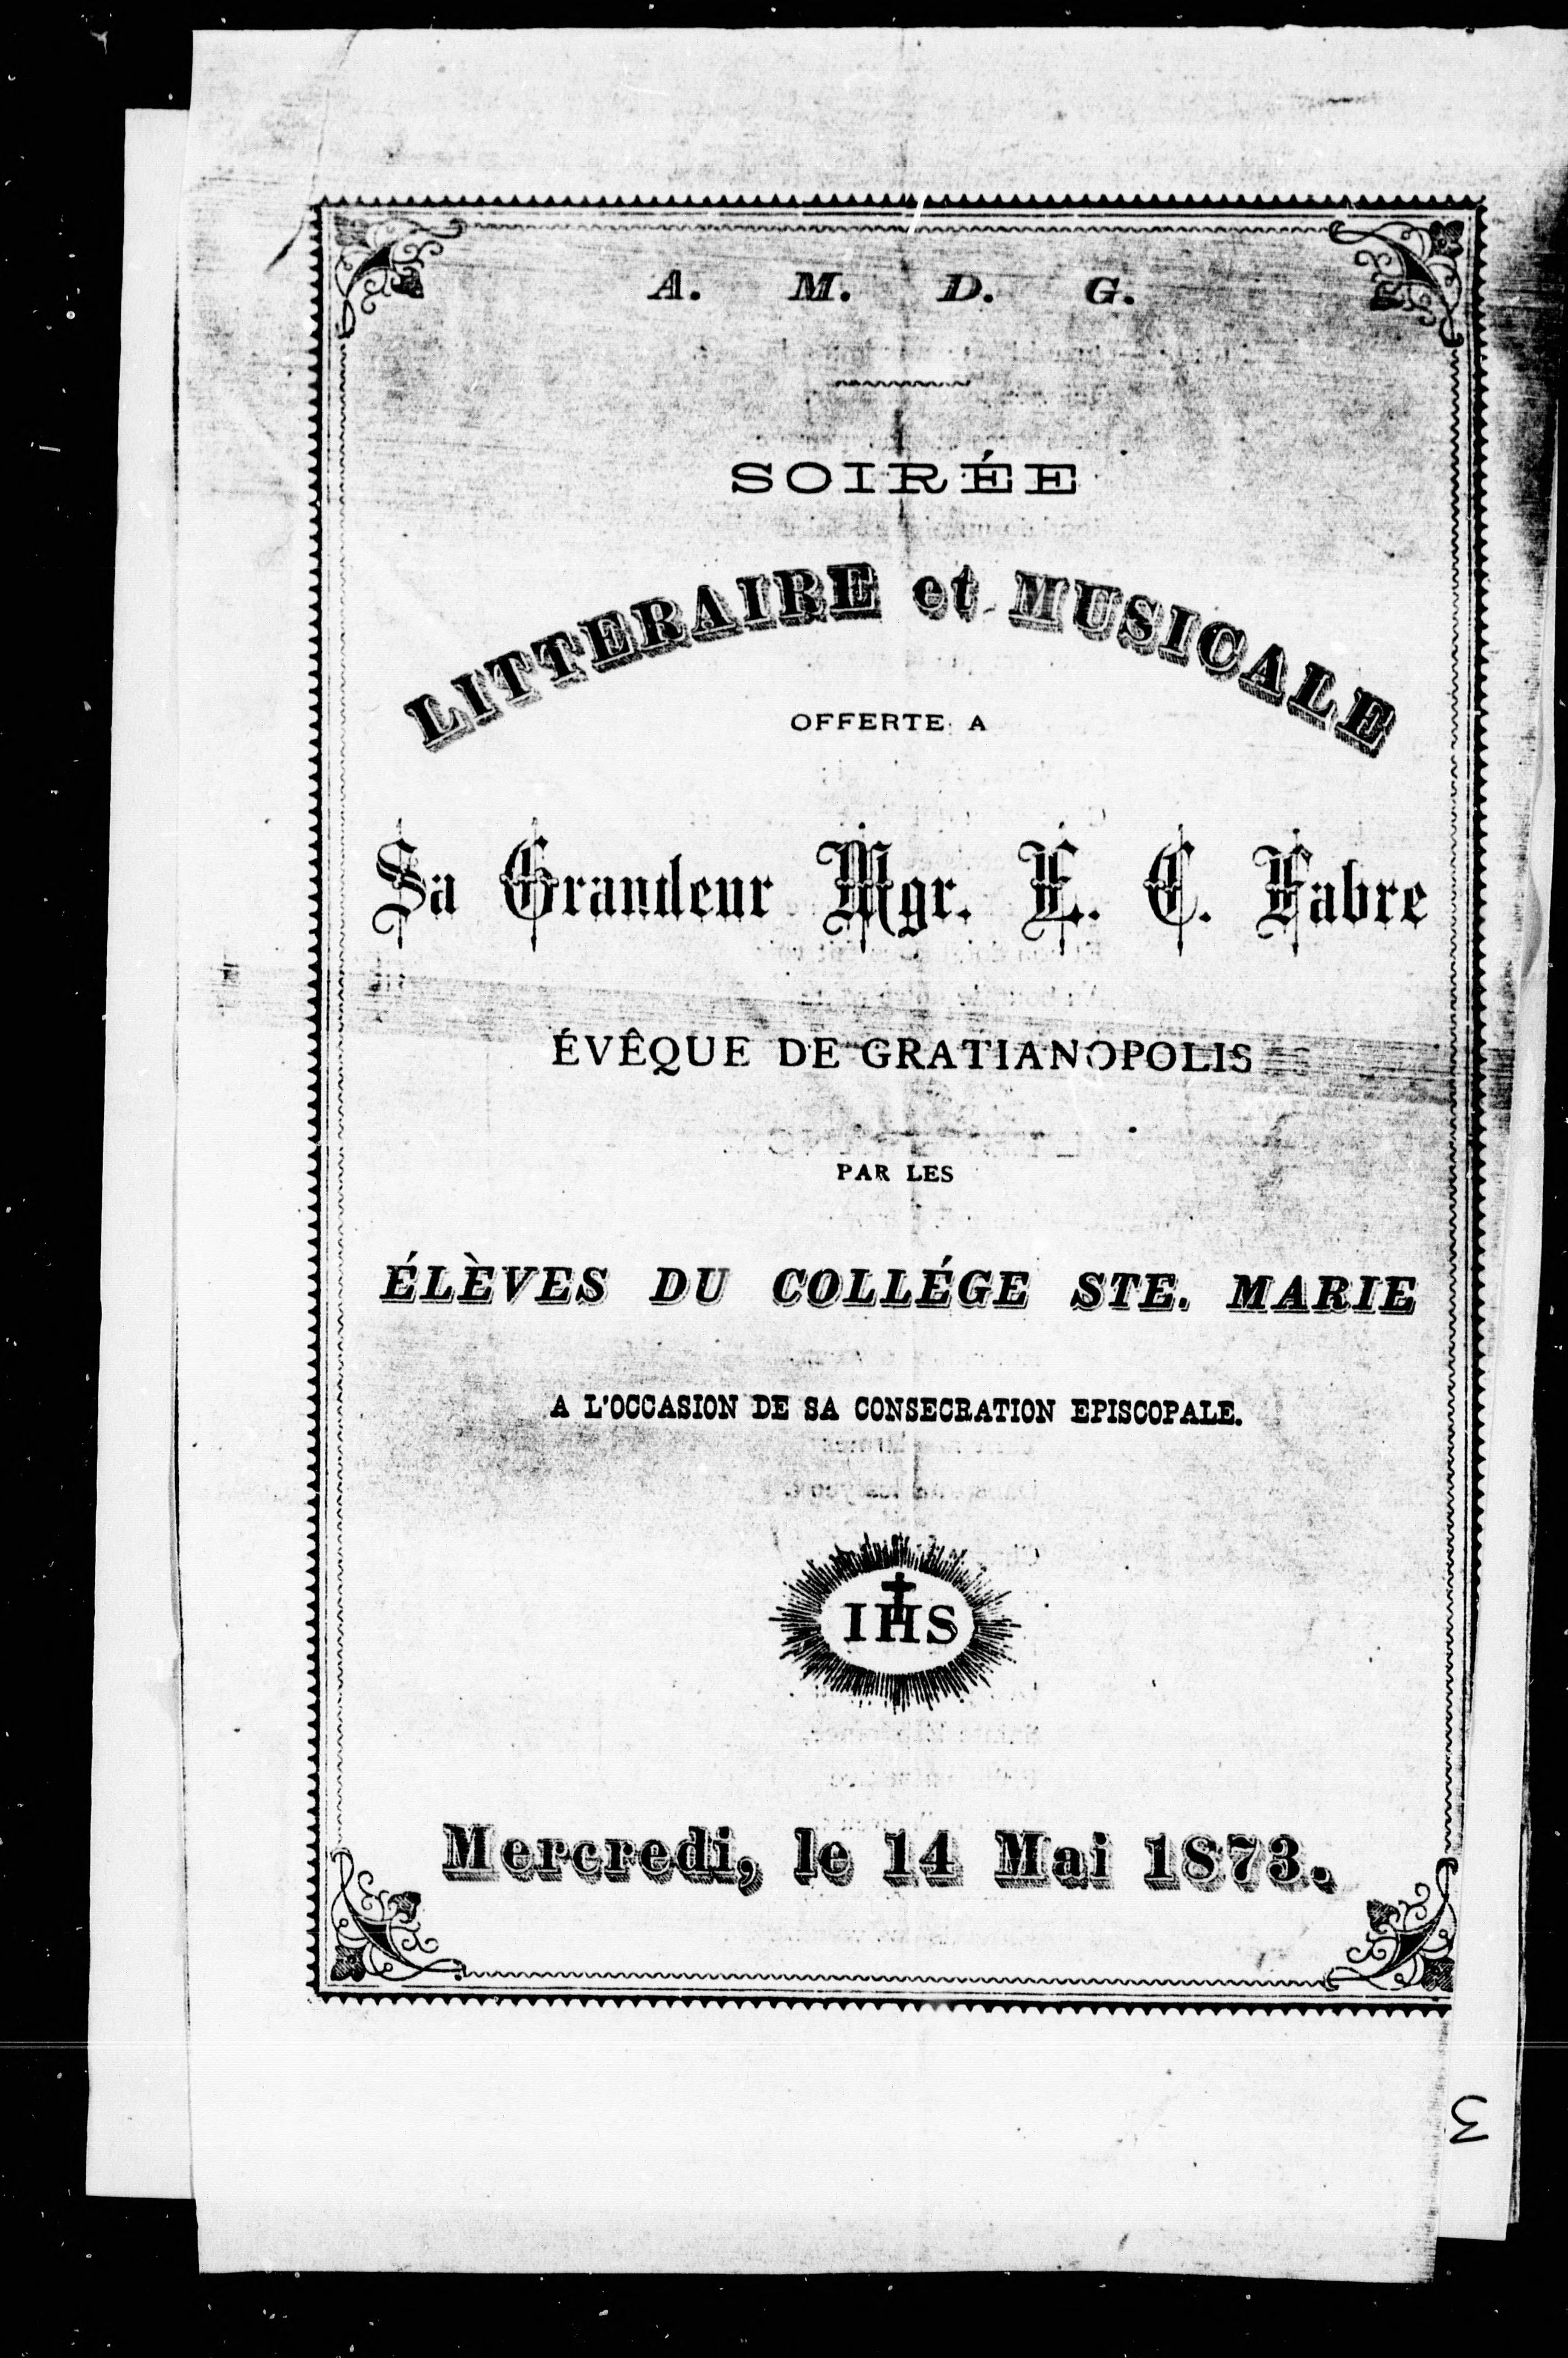 A. M. D. G.
SOIRÉE
LITTERAIRE et MUSICALE
OFFERTE A
Sa Grandeur Mgr. E. C. Fabre
ÉVÊQUE DE GRATIANOPOLIS
PAR LES
ÉLÈVES DU COLLÉGE STE. MARIE
A L'OCCASION DE SA CONSECRATION EPISCOPALE.
IHS
Mercredi, le 14 Mai 1873.
3